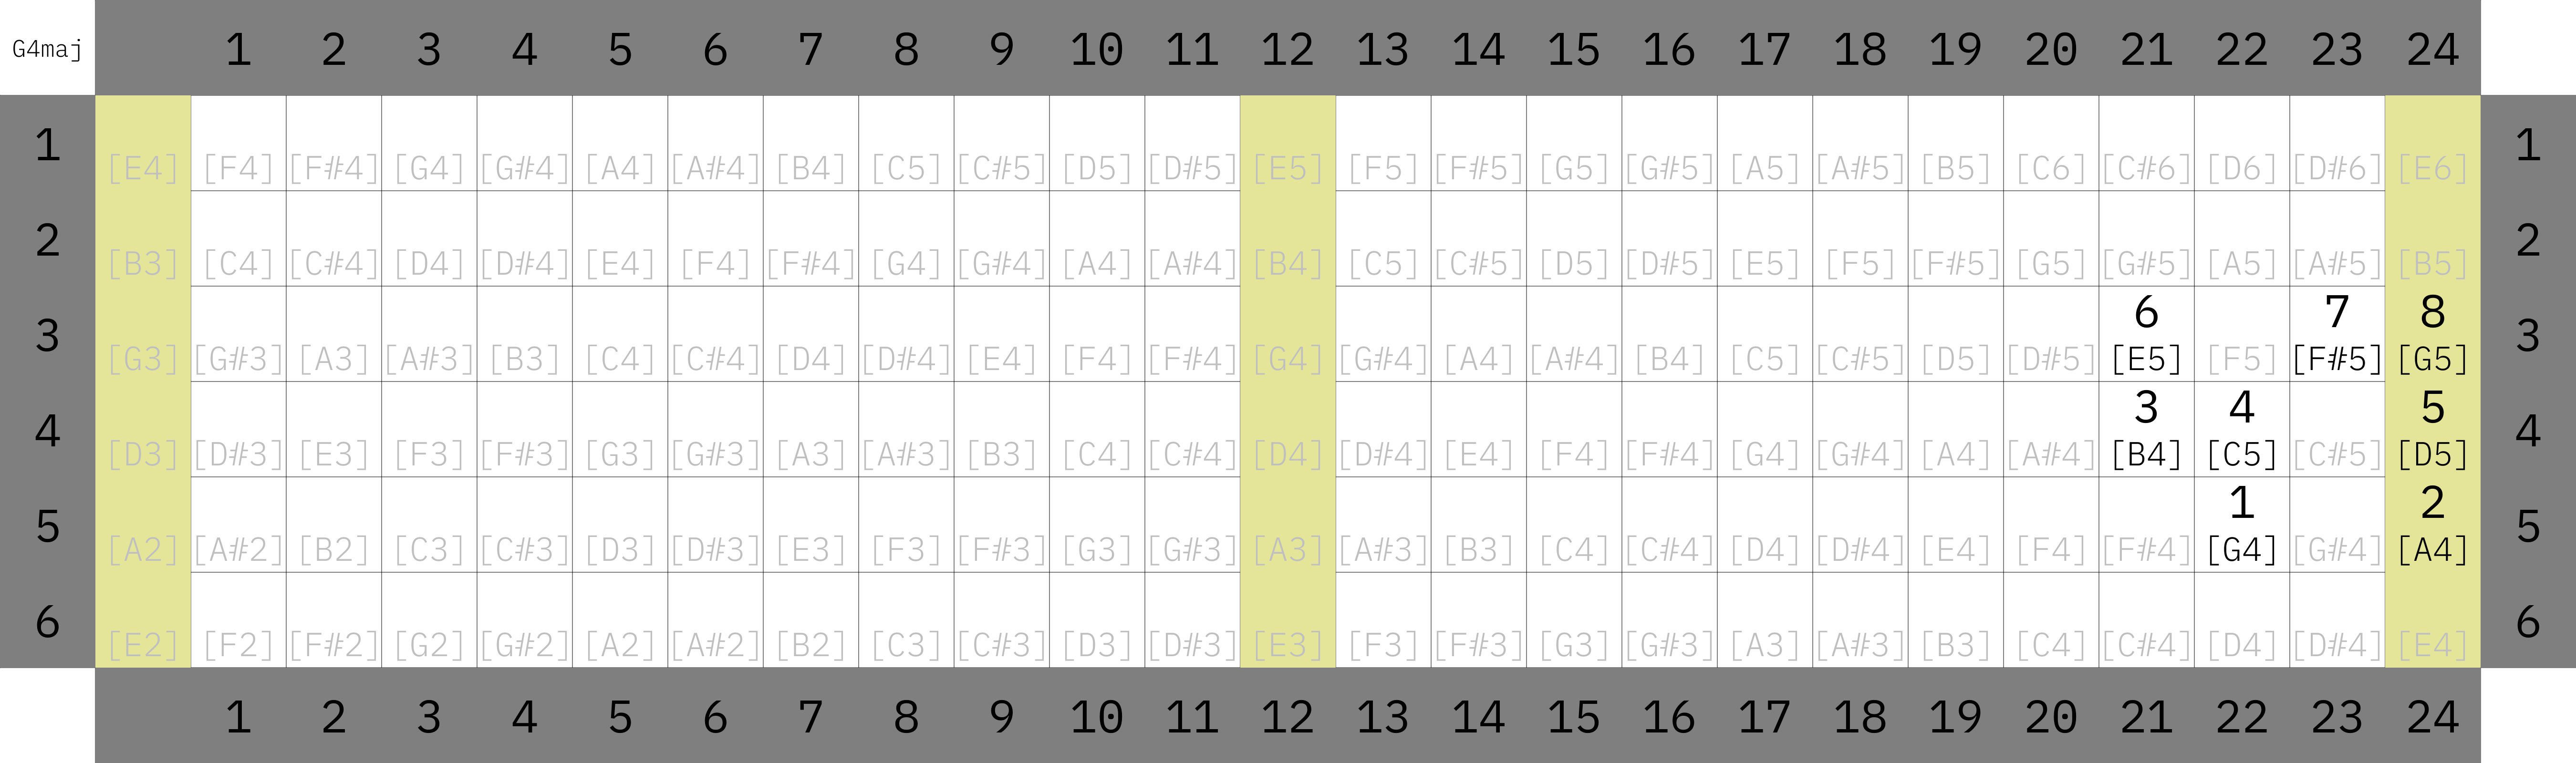 G4maj 1 2 3 4 5 6 7 8 9 10 11 12 13 14 15 16 17 18 19 20 21 22 23 24
1 [E4] [F4] [F#4] [G4] [G#4] [A4] [A#4] [B4] [C5] [C#5] [D5] [D#5] [E5] [F5] [F#5] [G5] [G#5] [A5] [A#5] [B5] [C6] [C#6] [D6] [D#6] [E6] 1
2 [B3] [C4] [C#4] [D4] [D#4] [E4] [F4] [F#4] [G4] [G#4] [A4] [A#4] [B4] [C5] [C#5] [D5] [D#5] [E5] [F5] [F#5] [G5] [G#5] [A5] [A#5] [B5] 2
6 7 8
3 [G3] [G#3] [A3] [A#3] [B3] [C4] [C#4] [D4] [D#4] [E4] [F4] [F#4] [G4] [G#4] [A4] [A#4] [B4] [C5] [C#5] [D5] [D#5] [E5] [F5] [F#5] [G5] 3
3 4 5
4 [D3] [D#3] [E3] [F3] [F#3] [G3] [G#3] [A3] [A#3] [B3] [C4] [C#4] [D4] [D#4] [E4] [F4] [F#4] [G4] [G#4] [A4] [A#4] [B4] [C5] [C#5] [D5] 4
1 2
5 [A2] [A#2] [B2] [C3] [C#3] [D3] [D#3] [E3] [F3] [F#3] [G3] [G#3] [A3] [A#3] [B3] [C4] [C#4] [D4] [D#4] [E4] [F4] [F#4] [G4] [G#4] [A4] 5
6 [E2] [F2] [F#2] [G2] [G#2] [A2] [A#2] [B2] [C3] [C#3] [D3] [D#3] [E3] [F3] [F#3] [G3] [G#3] [A3] [A#3] [B3] [C4] [C#4] [D4] [D#4] [E4] 6
1 2 3 4 5 6 7 8 9 10 11 12 13 14 15 16 17 18 19 20 21 22 23 24